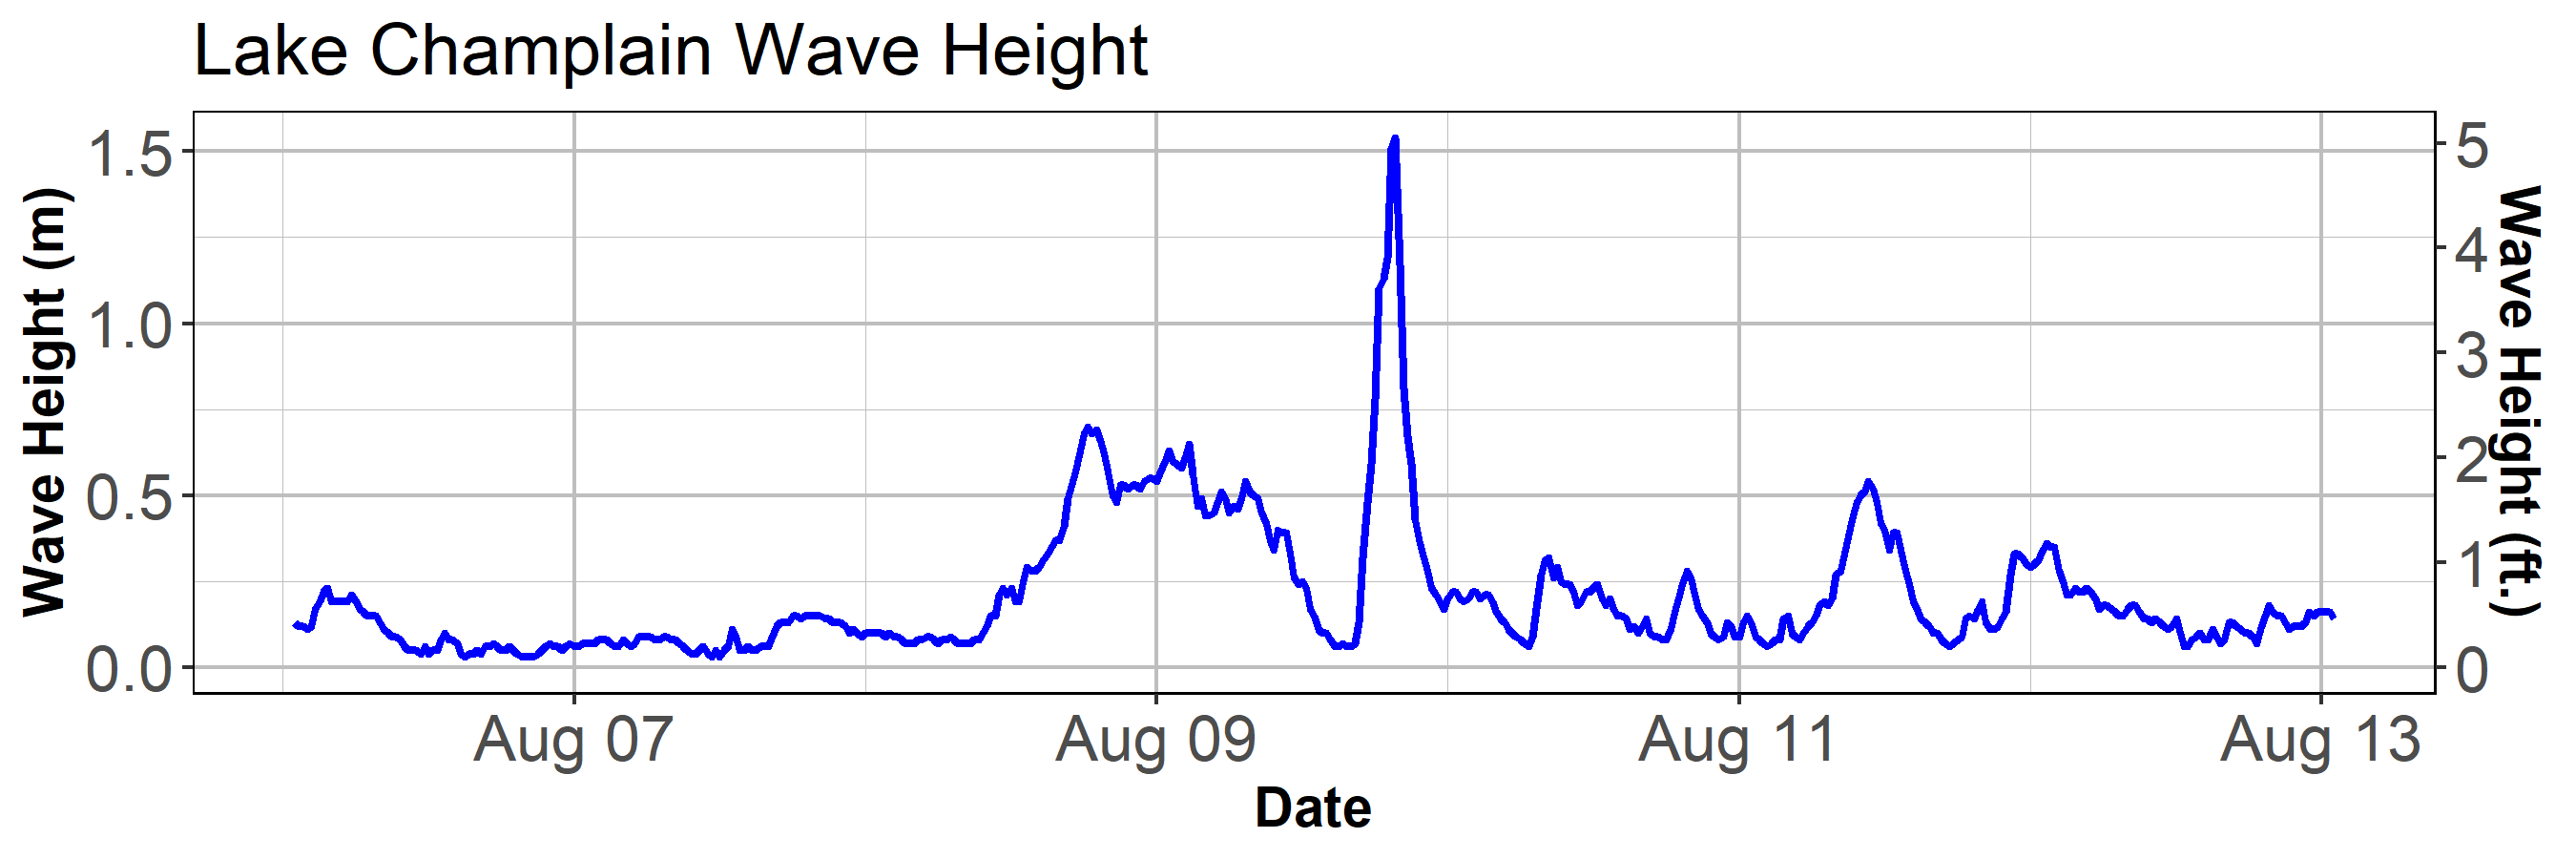 Lake Champlain Wave Height
Wave Height (m)
1.5
1.0
0.5
0.0
5
4
3
2
1
0
Wave Height (ft.)
Aug 07 Aug 09 Aug 11 Aug 13
Date